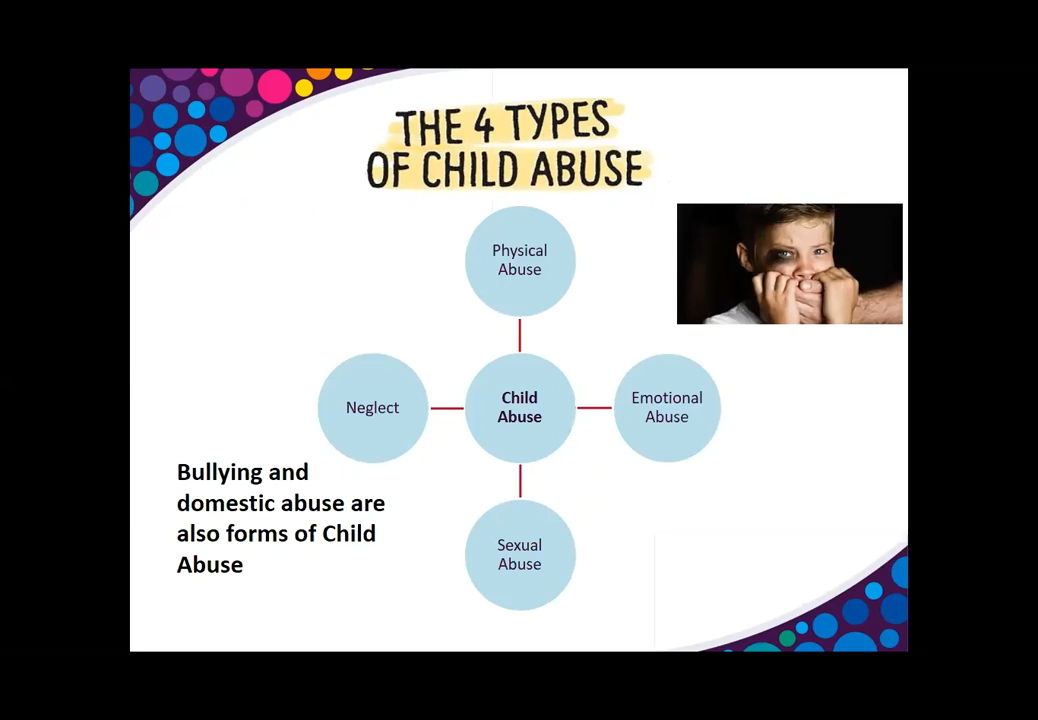 THE 4 TYPES
OF CHILD ABUSE
Physical
Abuse
Neglect
Child
Abuse
Emotional
Abuse
Bullying and
domestic abuse are
also forms of Child
Abuse
Sexual
Abuse